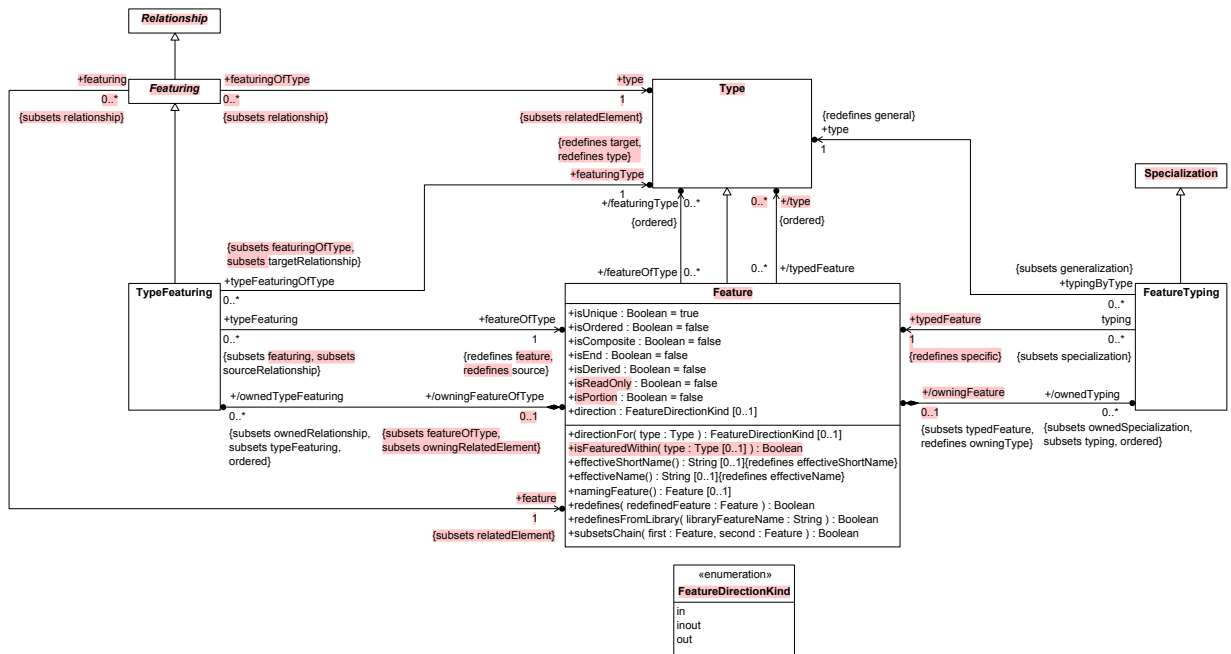 Relationship
+featuring
0..*
{subsets relationship}
Featuring
+featuringOfType
0..*
{subsets relationship}
+type
1
{subsets relatedElement}
Type
{redefines general}
+type
1
{redefines target,
redefines type}
+featuringType
1
Specialization
+/featuringType
0..*
{ordered}
0..*
+/type
{ordered}
{subsets featuringOfType,
subsets targetRelationship}
+typeFeaturingOfType
0..*
+/featureOfType
0..*
0..*
+/typedFeature
{subsets generalization}
+typingByType
0..*
TypeFeaturing
Feature
FeatureTyping
+isUnique : Boolean = true
+isOrdered : Boolean = false
+isComposite : Boolean = false
+isEnd : Boolean = false
+isDerived : Boolean = false
+isReadOnly : Boolean = false
+isPortion : Boolean = false
+direction : FeatureDirectionKind [0..1]
+typeFeaturing
0..*
{subsets featuring, subsets
sourceRelationship}
+featureOfType
1
{redefines feature,
redefines source}
+typedFeature
1
{redefines specific}
typing
0..*
{subsets specialization}
+/ownedTypeFeaturing
0..*
{subsets ownedRelationship,
subsets typeFeaturing,
ordered}
+/owningFeatureOfType
0..1
{subsets featureOfType,
subsets owningRelatedElement}
+/owningFeature
0..1
{subsets typedFeature,
redefines owningType}
+/ownedTyping
0..*
{subsets ownedSpecialization,
subsets typing, ordered}
+directionFor( type : Type ) : FeatureDirectionKind [0..1]
+isFeaturedWithin( type : Type [0..1] ) : Boolean
+effectiveShortName() : String [0..1]{redefines effectiveShortName}
+effectiveName() : String [0..1]{redefines effectiveName}
+namingFeature() : Feature [0..1]
+redefines( redefinedFeature : Feature ) : Boolean
+redefinesFromLibrary( libraryFeatureName : String ) : Boolean
+subsetsChain( first : Feature, second : Feature ) : Boolean
+feature
1
{subsets relatedElement}
«enumeration»
FeatureDirectionKind
in
inout
out